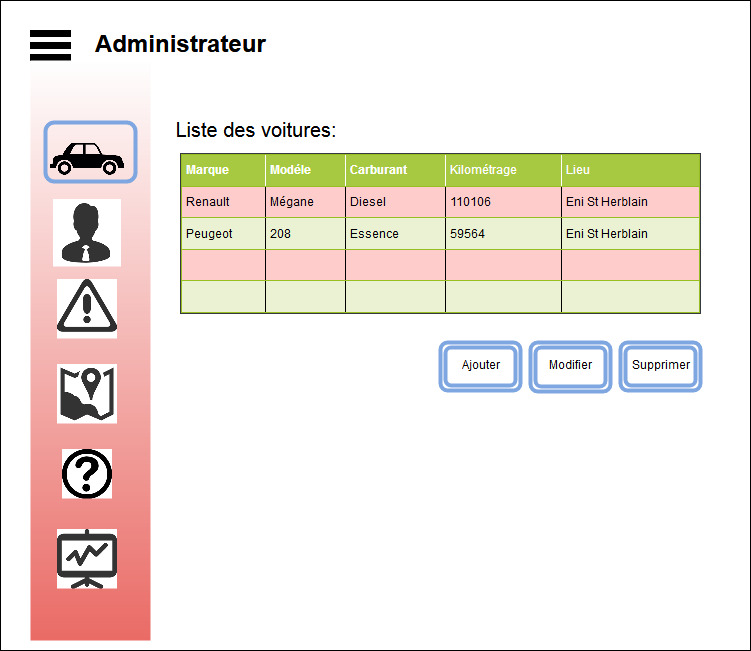 Administrateur
Liste des voitures:
Marque Modéle Carburant Kilométrage Lieu
Renault Mégane Diesel 110106 Eni St Herblain
Peugeot 208 Essence 59564 Eni St Herblain
Ajouter Modifier Supprimer